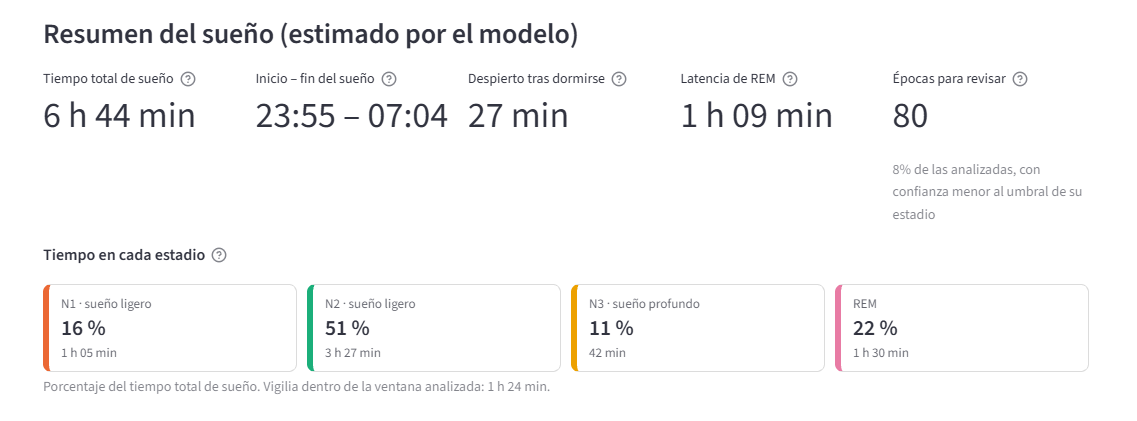 Resumen del sueño (estimado por el modelo)
Tiempo total de sueño
Inicio – fin del sueño
Despierto tras dormirse
Latencia de REM
Épocas para revisar
6 h 44 min
23:55 – 07:04
27 min
1 h 09 min
80
8% de las analizadas, con
confianza menor al umbral de su
estadio
Tiempo en cada estadio
N1 · sueño ligero
16 %
1 h 05 min
N2 · sueño ligero
51 %
3 h 27 min
N3 · sueño profundo
11 %
42 min
REM
22 %
1 h 30 min
Porcentaje del tiempo total de sueño. Vigilia dentro de la ventana analizada: 1 h 24 min.